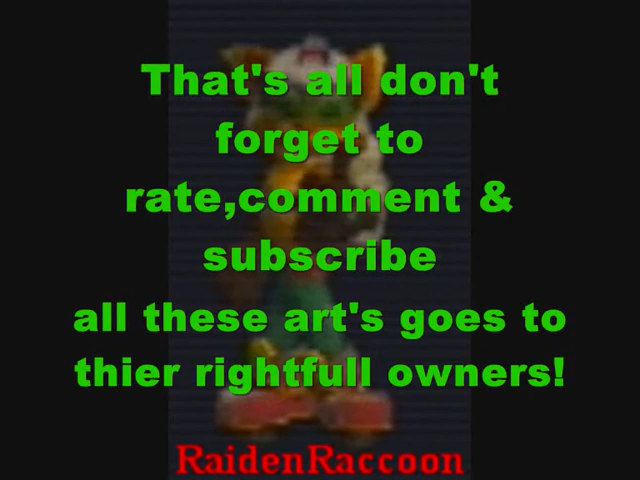 That's all don't
forget to
rate,comment &
subscribe
all these art's goes to
thier rightfull owners!
RaidenRaccoon